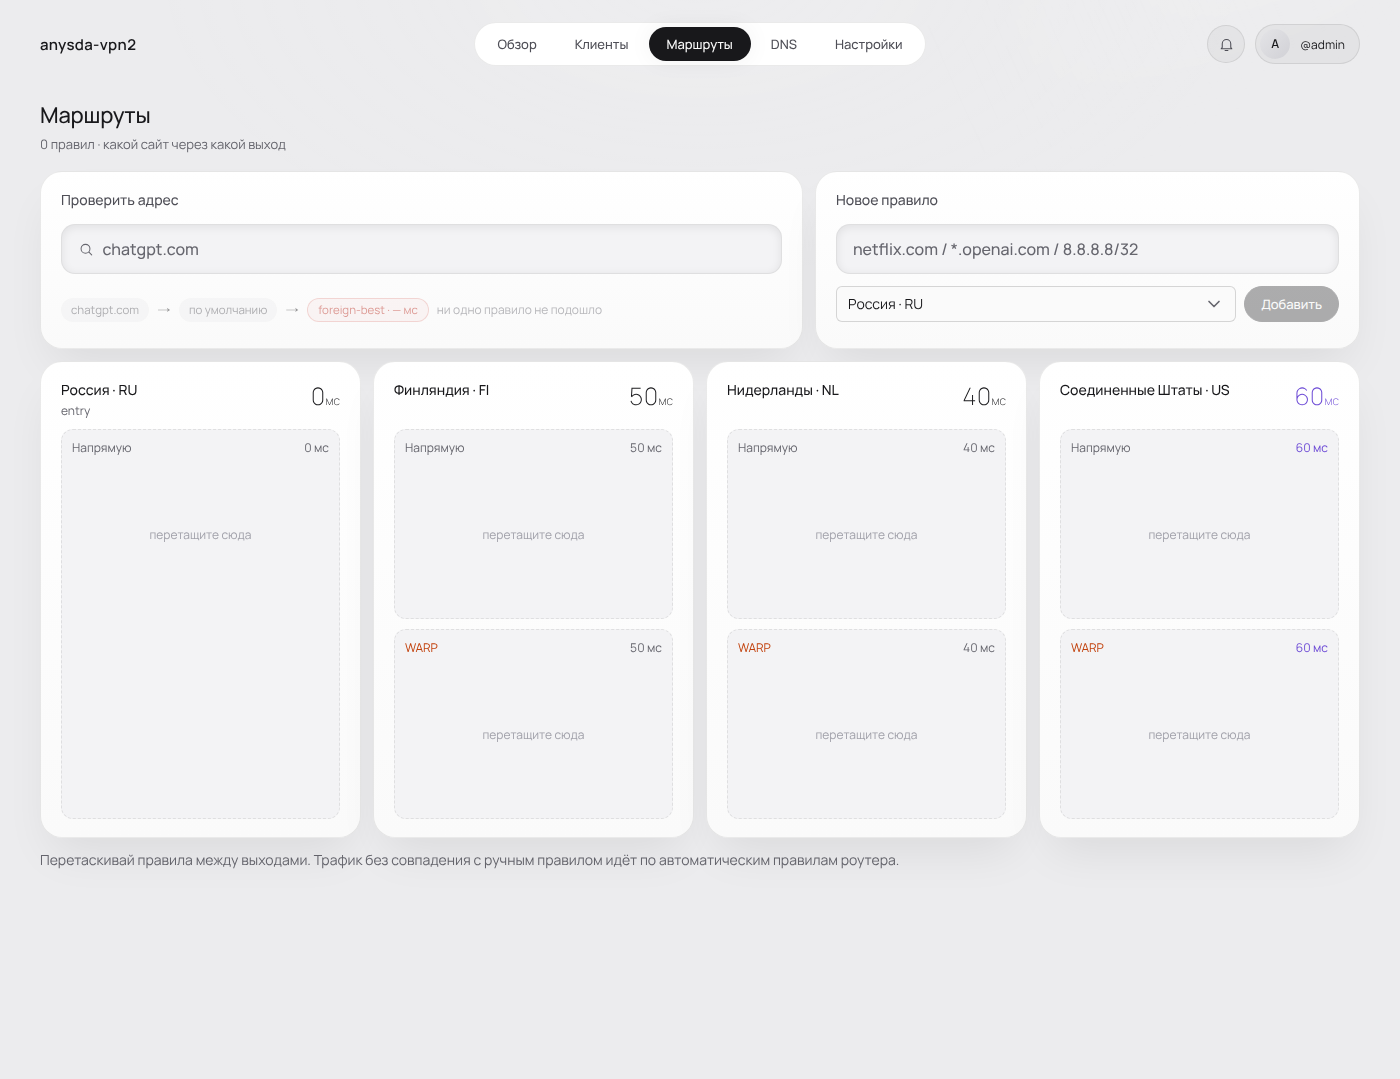 anysda-vpn2
Обзор Клиенты Маршруты DNS Настройки
A @admin
Маршруты
0 правил · какой сайт через какой выход
Проверить адрес
chatgpt.com
chatgpt.com → по умолчанию → foreign-best · — мс ни одно правило не подошло
Новое правило
netflix.com / *.openai.com / 8.8.8.8/32
Россия · RU Добавить
Россия · RU 0мс
entry
Напрямую 0 мс
перетащите сюда
Финляндия · FI 50мс
Напрямую 50 мс
перетащите сюда
WARP 50 мс
перетащите сюда
Нидерланды · NL 40мс
Напрямую 40 мс
перетащите сюда
WARP 40 мс
перетащите сюда
Соединенные Штаты · US 60мс
Напрямую 60 мс
перетащите сюда
WARP 60 мс
перетащите сюда
Перетаскивай правила между выходами. Трафик без совпадения с ручным правилом идёт по автоматическим правилам роутера.